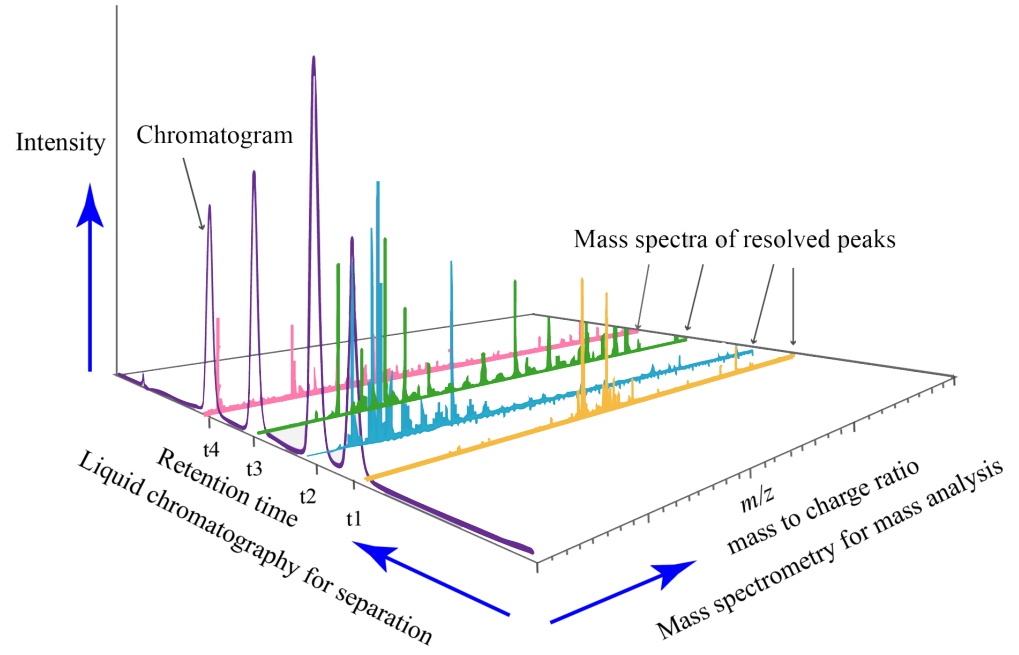 Intensity
Chromatogram
Mass spectra of resolved peaks
t4
t3
t2
t1
Retention time
Liquid chromatography for separation
m/z
mass to charge ratio
Mass spectrometry for mass analysis